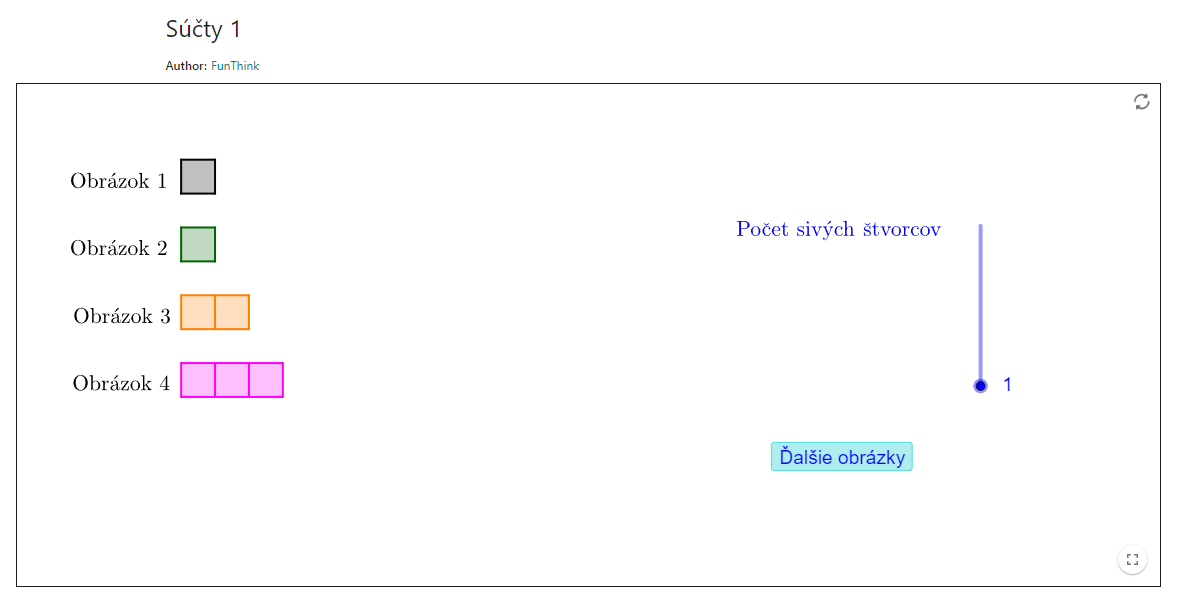 Súčty 1
Author: FunThink
Obrázok 1
Obrázok 2
Obrázok 3
Obrázok 4
Počet sivých štvorcov
1
Ďalšie obrázky